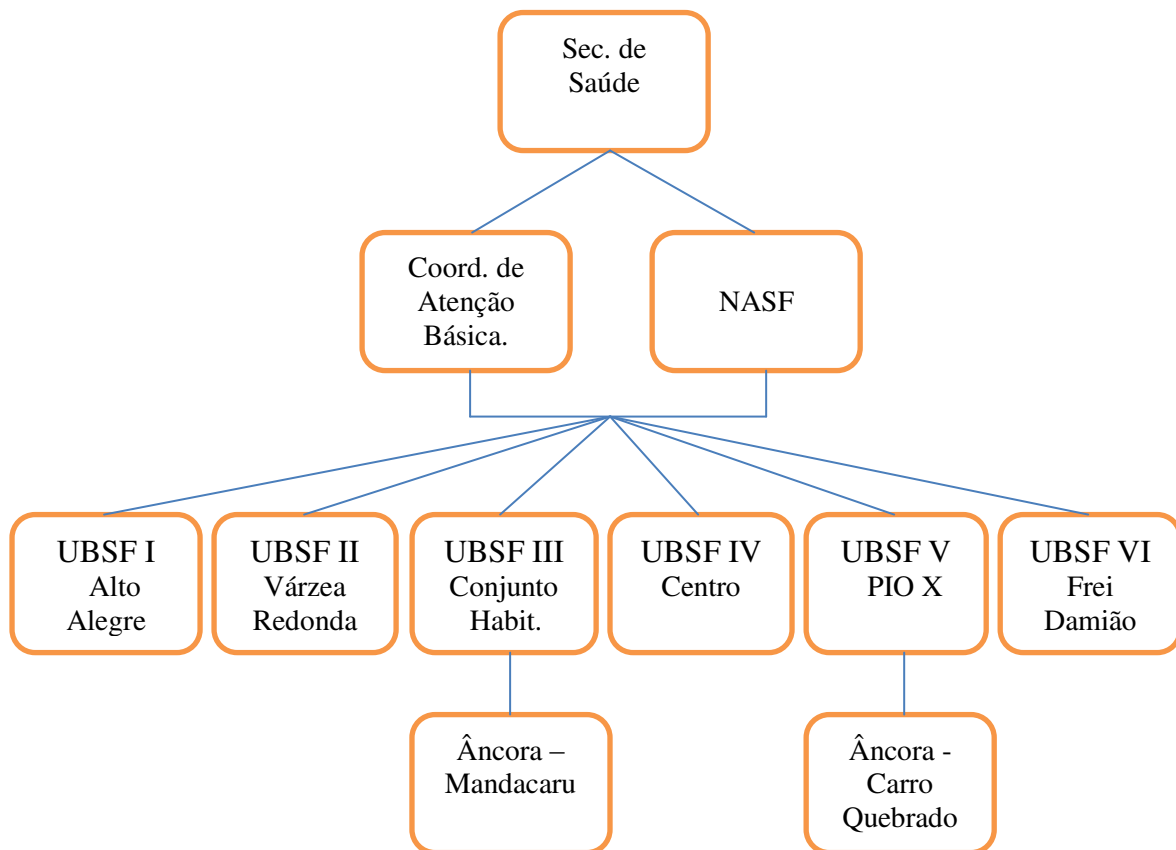 Sec. de
Saúde
Coord. de
Atenção
Básica.
NASF
UBSF I
Alto
Alegre
UBSF II
Várzea
Redonda
UBSF III
Conjunto
Habit.
UBSF IV
Centro
UBSF V
PIO X
UBSF VI
Frei
Damião
Âncora –
Mandacaru
Âncora -
Carro
Quebrado